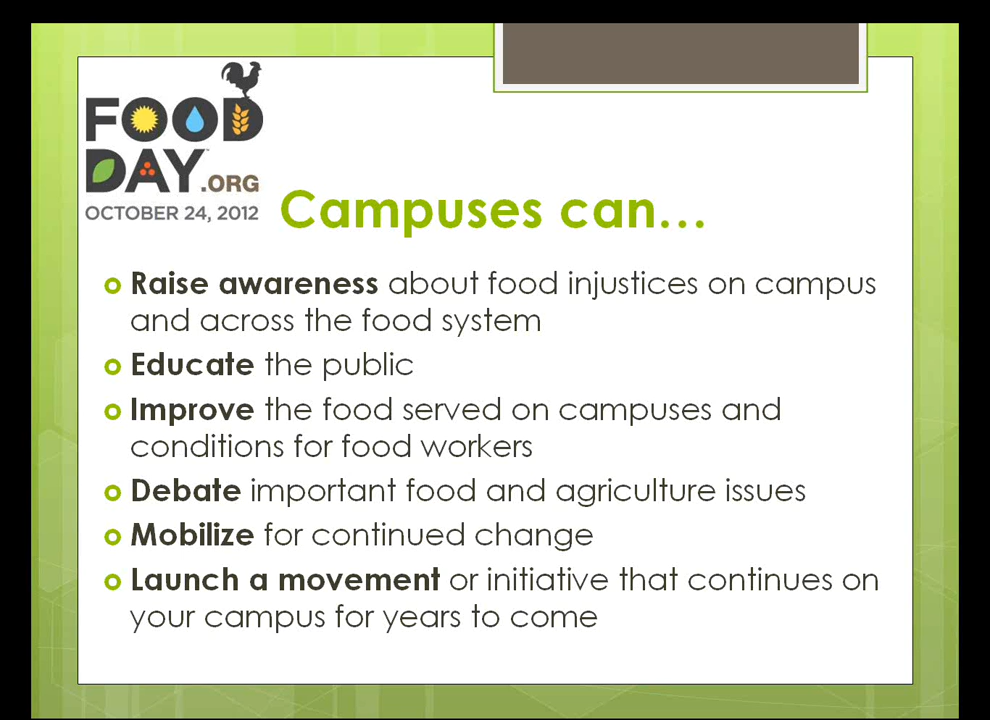 FOOD
DAY.ORG
OCTOBER 24, 2012
Campuses can…
Raise awareness about food injustices on campus
and across the food system
Educate the public
Improve the food served on campuses and
conditions for food workers
Debate important food and agriculture issues
Mobilize for continued change
Launch a movement or initiative that continues on
your campus for years to come